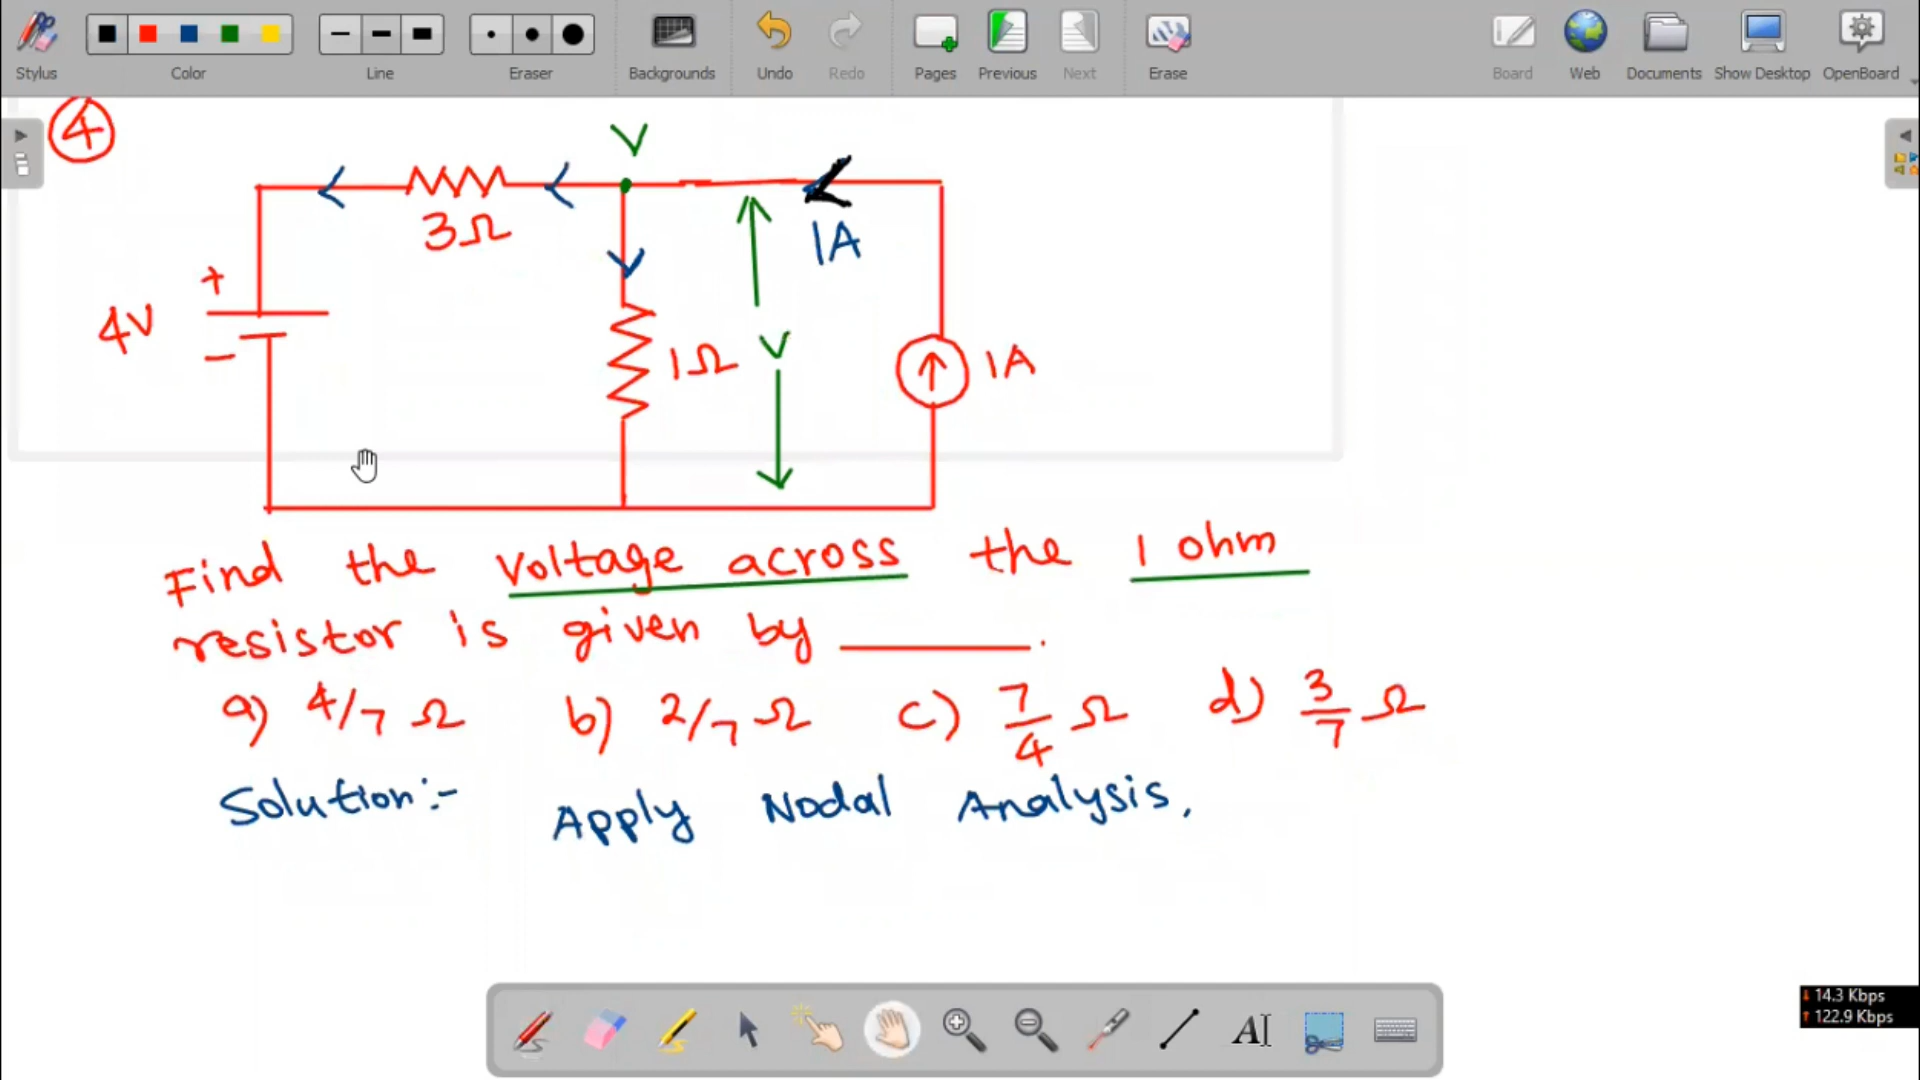 Stylus
Color
Line
Eraser
Backgrounds
Undo
Redo
Pages
Previous
Next
Erase
Board
Web
Documents
Show Desktop
OpenBoard
4
V
3Ω
1A
+
4V
−
1Ω
V
1A
Find the voltage across the 1 ohm
resistor is given by ______.
a) 4/7 Ω b) 2/7 Ω c) 7/4 Ω d) 3/7 Ω
Solution:- Apply Nodal Analysis,
14.3 Kbps
122.9 Kbps
AI